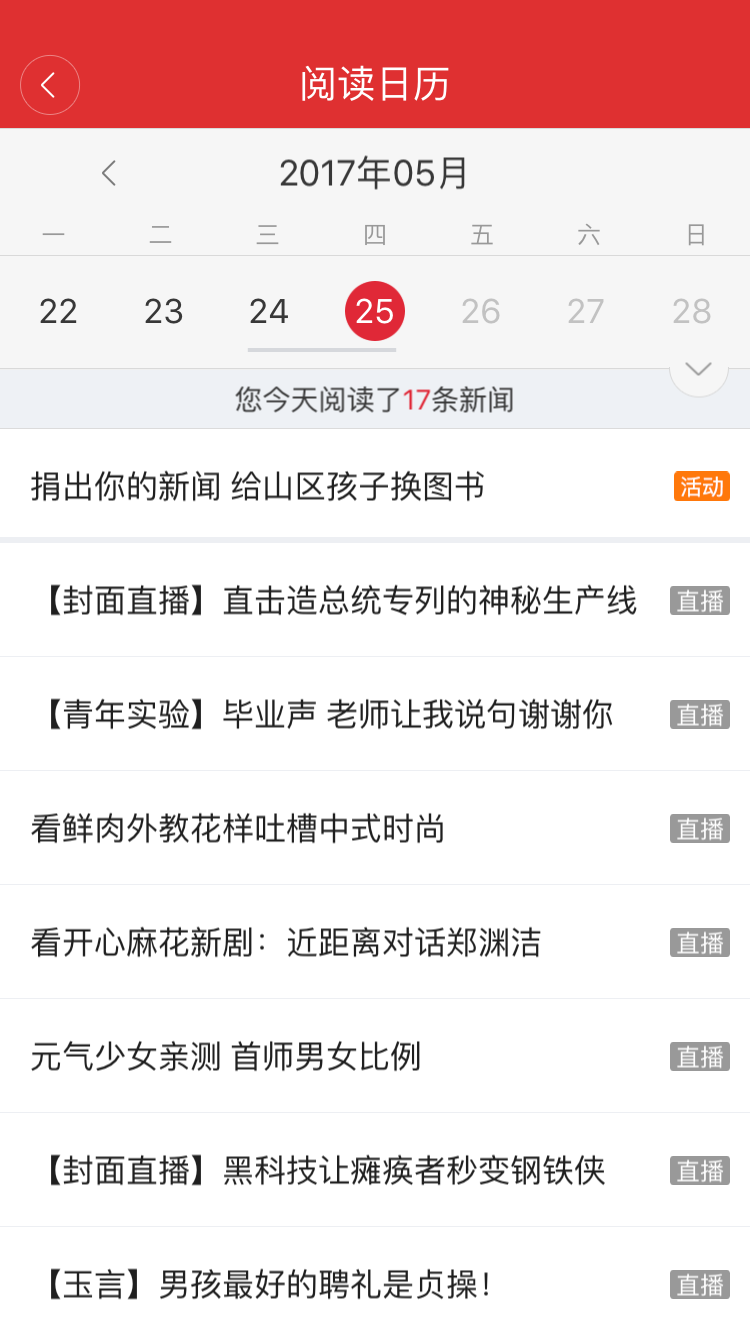 阅读日历
2017年05月
一 二 三 四 五 六 日
22 23 24 25 26 27 28
您今天阅读了17条新闻
捐出你的新闻 给山区孩子换图书 活动
【封面直播】直击造总统专列的神秘生产线 直播
【青年实验】毕业声 老师让我说句谢谢你 直播
看鲜肉外教花样吐槽中式时尚 直播
看开心麻花新剧：近距离对话郑渊洁 直播
元气少女亲测 首师男女比例 直播
【封面直播】黑科技让瘫痪者秒变钢铁侠 直播
【玉言】男孩最好的聘礼是贞操！ 直播